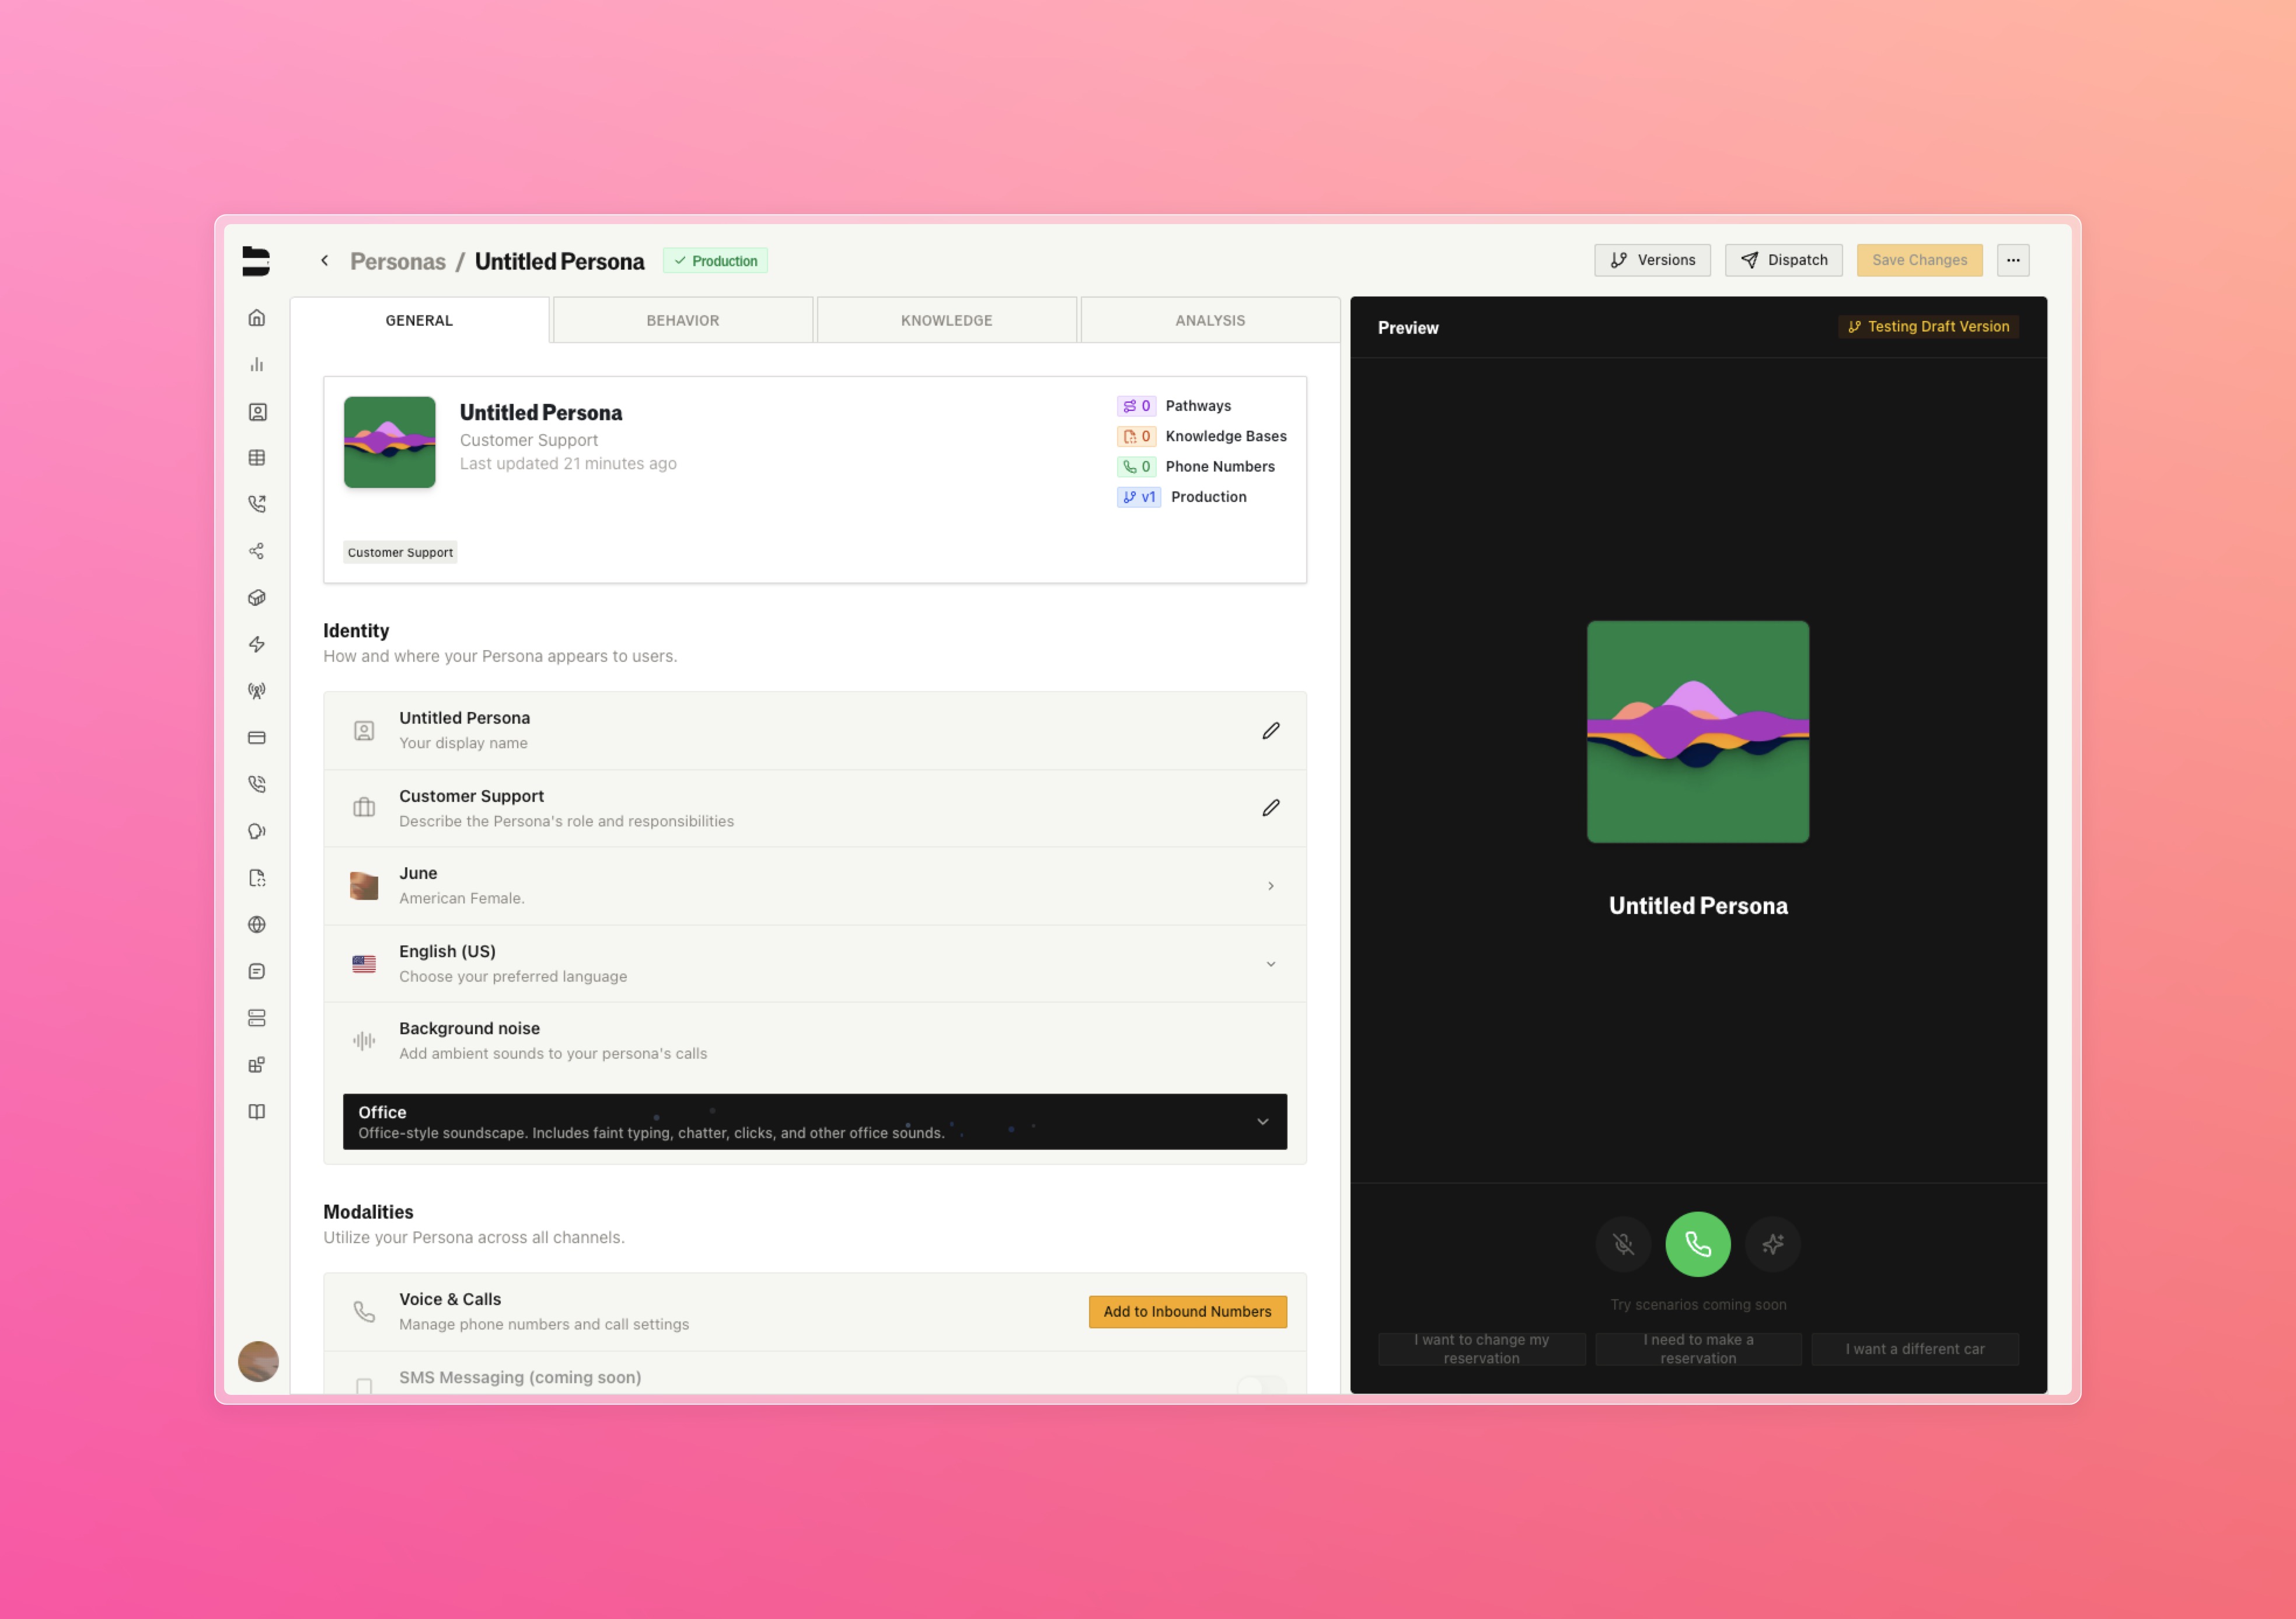 Personas / Untitled Persona
Production
Versions
Dispatch
Save Changes
GENERAL
BEHAVIOR
KNOWLEDGE
ANALYSIS
Untitled Persona
Customer Support
Last updated 21 minutes ago
0 Pathways
0 Knowledge Bases
0 Phone Numbers
v1 Production
Customer Support
Identity
How and where your Persona appears to users.
Untitled Persona
Your display name
Customer Support
Describe the Persona's role and responsibilities
June
American Female.
English (US)
Choose your preferred language
Background noise
Add ambient sounds to your persona's calls
Office
Office-style soundscape. Includes faint typing, chatter, clicks, and other office sounds.
Modalities
Utilize your Persona across all channels.
Voice & Calls
Manage phone numbers and call settings
Add to Inbound Numbers
SMS Messaging (coming soon)
Preview
Testing Draft Version
Untitled Persona
Try scenarios coming soon
I want to change my
reservation
I need to make a
reservation
I want a different car